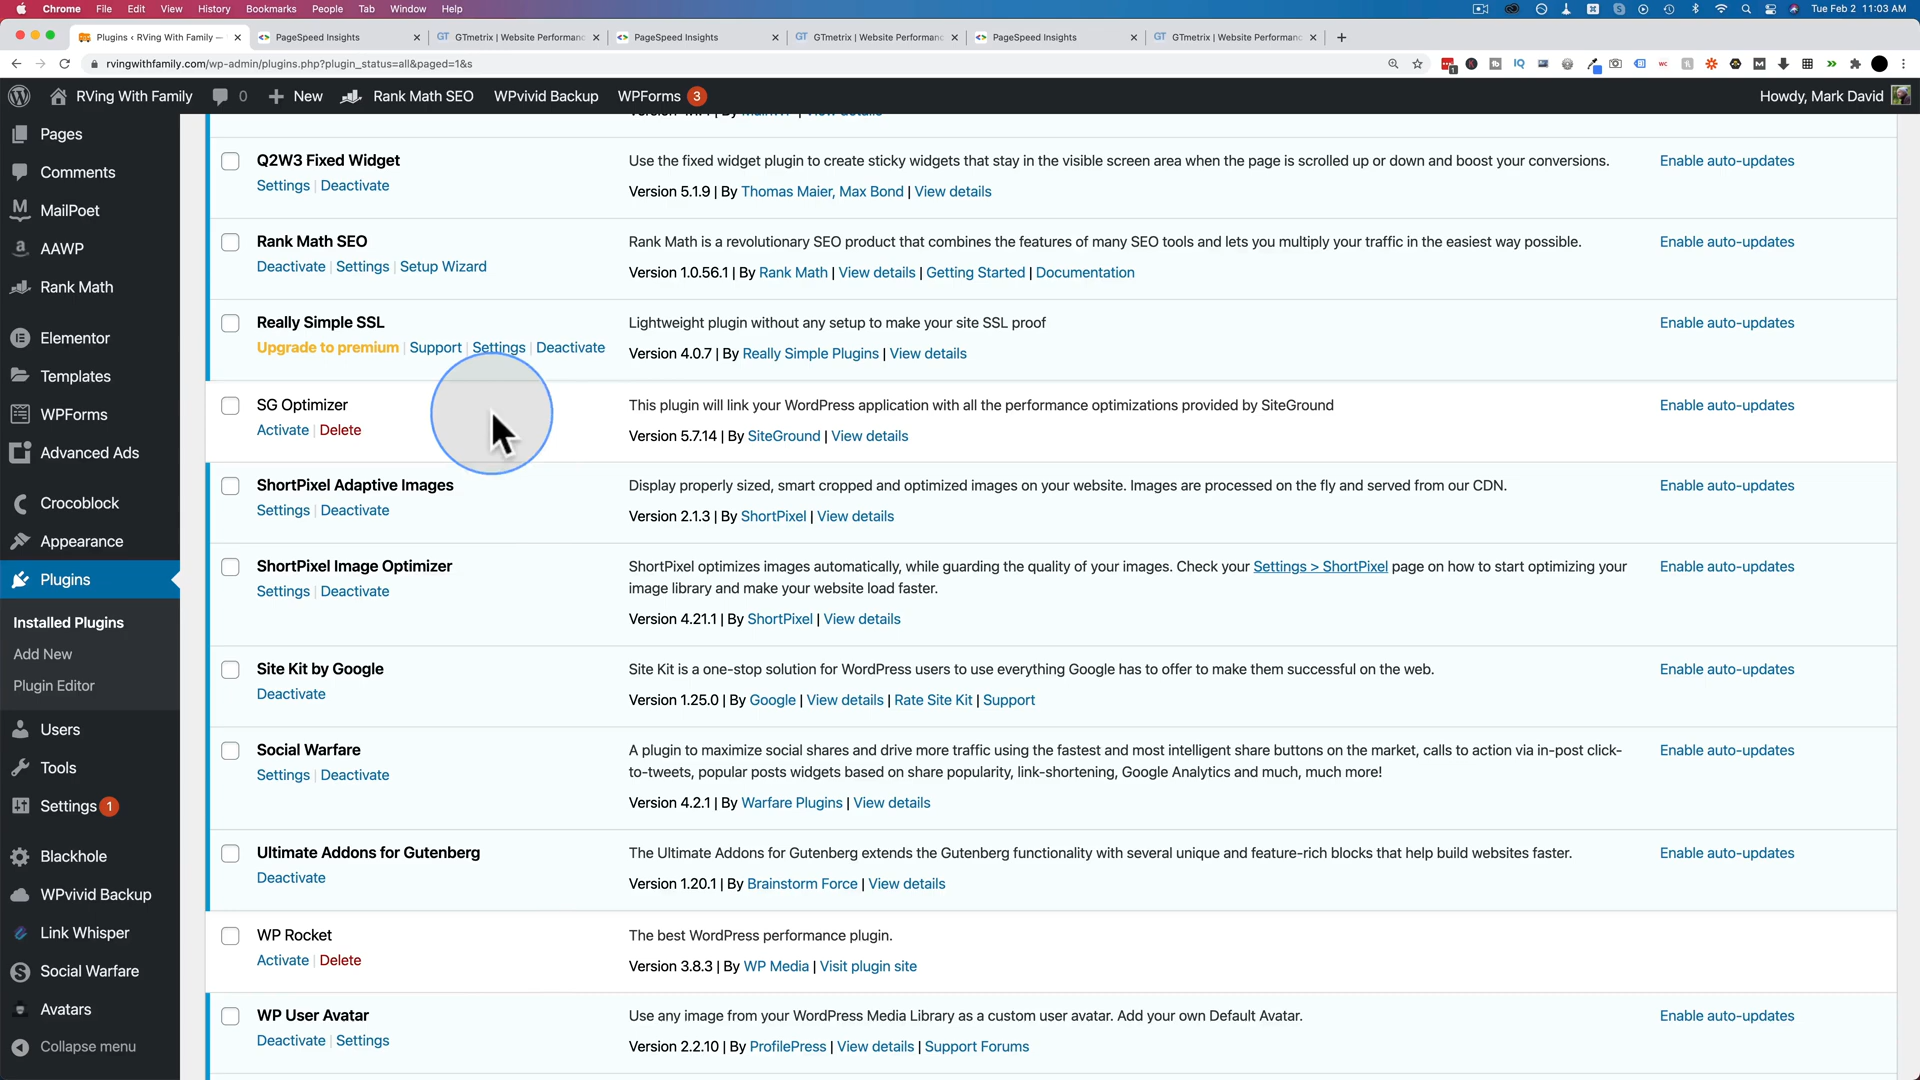 Chrome File Edit View History Bookmarks People Tab Window Help Tue Feb 2 11:03 AM
Plugins ‹ RVing With Family — PageSpeed Insights GTmetrix | Website Performanc PageSpeed Insights GTmetrix | Website Performanc PageSpeed Insights GTmetrix | Website Performanc
rvingwithfamily.com/wp-admin/plugins.php?plugin_status=all&paged=1&s
RVing With Family 0 New Rank Math SEO WPvivid Backup WPForms 3 Howdy, Mark David
Pages
Comments
MailPoet
AAWP
Rank Math
Elementor
Templates
WPForms
Advanced Ads
Crocoblock
Appearance
Plugins
Installed Plugins
Add New
Plugin Editor
Users
Tools
Settings 1
Blackhole
WPvivid Backup
Link Whisper
Social Warfare
Avatars
Collapse menu
Q2W3 Fixed Widget
Settings | Deactivate
Use the fixed widget plugin to create sticky widgets that stay in the visible screen area when the page is scrolled up or down and boost your conversions.
Version 5.1.9 | By Thomas Maier, Max Bond | View details
Enable auto-updates
Rank Math SEO
Deactivate | Settings | Setup Wizard
Rank Math is a revolutionary SEO product that combines the features of many SEO tools and lets you multiply your traffic in the easiest way possible.
Version 1.0.56.1 | By Rank Math | View details | Getting Started | Documentation
Enable auto-updates
Really Simple SSL
Upgrade to premium | Support | Settings | Deactivate
Lightweight plugin without any setup to make your site SSL proof
Version 4.0.7 | By Really Simple Plugins | View details
Enable auto-updates
SG Optimizer
Activate | Delete
This plugin will link your WordPress application with all the performance optimizations provided by SiteGround
Version 5.7.14 | By SiteGround | View details
Enable auto-updates
ShortPixel Adaptive Images
Settings | Deactivate
Display properly sized, smart cropped and optimized images on your website. Images are processed on the fly and served from our CDN.
Version 2.1.3 | By ShortPixel | View details
Enable auto-updates
ShortPixel Image Optimizer
Settings | Deactivate
ShortPixel optimizes images automatically, while guarding the quality of your images. Check your Settings > ShortPixel page on how to start optimizing your
image library and make your website load faster.
Version 4.21.1 | By ShortPixel | View details
Enable auto-updates
Site Kit by Google
Deactivate
Site Kit is a one-stop solution for WordPress users to use everything Google has to offer to make them successful on the web.
Version 1.25.0 | By Google | View details | Rate Site Kit | Support
Enable auto-updates
Social Warfare
Settings | Deactivate
A plugin to maximize social shares and drive more traffic using the fastest and most intelligent share buttons on the market, calls to action via in-post click-
to-tweets, popular posts widgets based on share popularity, link-shortening, Google Analytics and much, much more!
Version 4.2.1 | By Warfare Plugins | View details
Enable auto-updates
Ultimate Addons for Gutenberg
Deactivate
The Ultimate Addons for Gutenberg extends the Gutenberg functionality with several unique and feature-rich blocks that help build websites faster.
Version 1.20.1 | By Brainstorm Force | View details
Enable auto-updates
WP Rocket
Activate | Delete
The best WordPress performance plugin.
Version 3.8.3 | By WP Media | Visit plugin site
WP User Avatar
Deactivate | Settings
Use any image from your WordPress Media Library as a custom user avatar. Add your own Default Avatar.
Version 2.2.10 | By ProfilePress | View details | Support Forums
Enable auto-updates